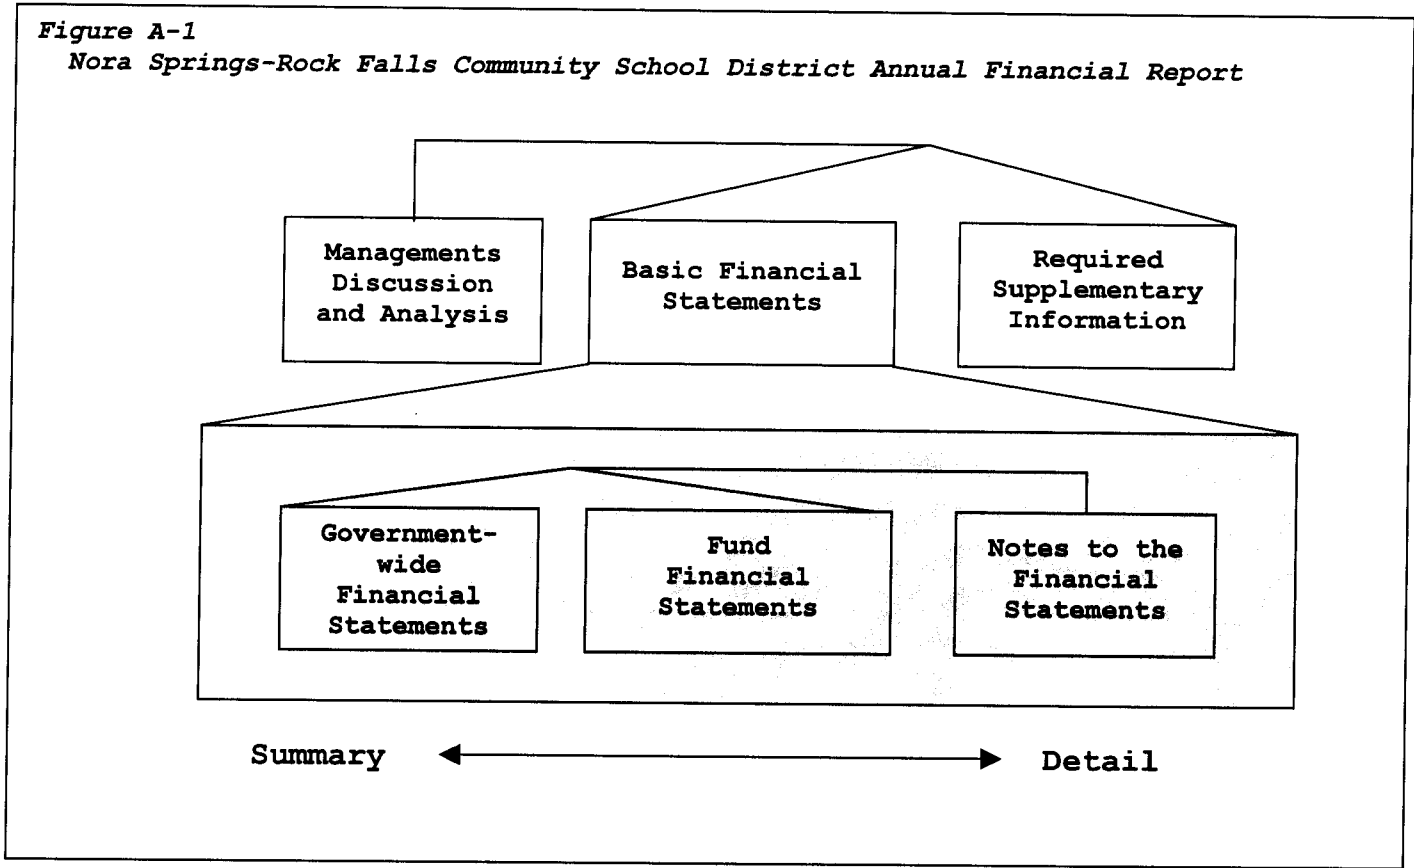 Figure A-1
Nora Springs-Rock Falls Community School District Annual Financial Report
Managements
Discussion
and Analysis
Basic Financial
Statements
Required
Supplementary
Information
Government-
wide
Financial
Statements
Fund
Financial
Statements
Notes to the
Financial
Statements
Summary
Detail